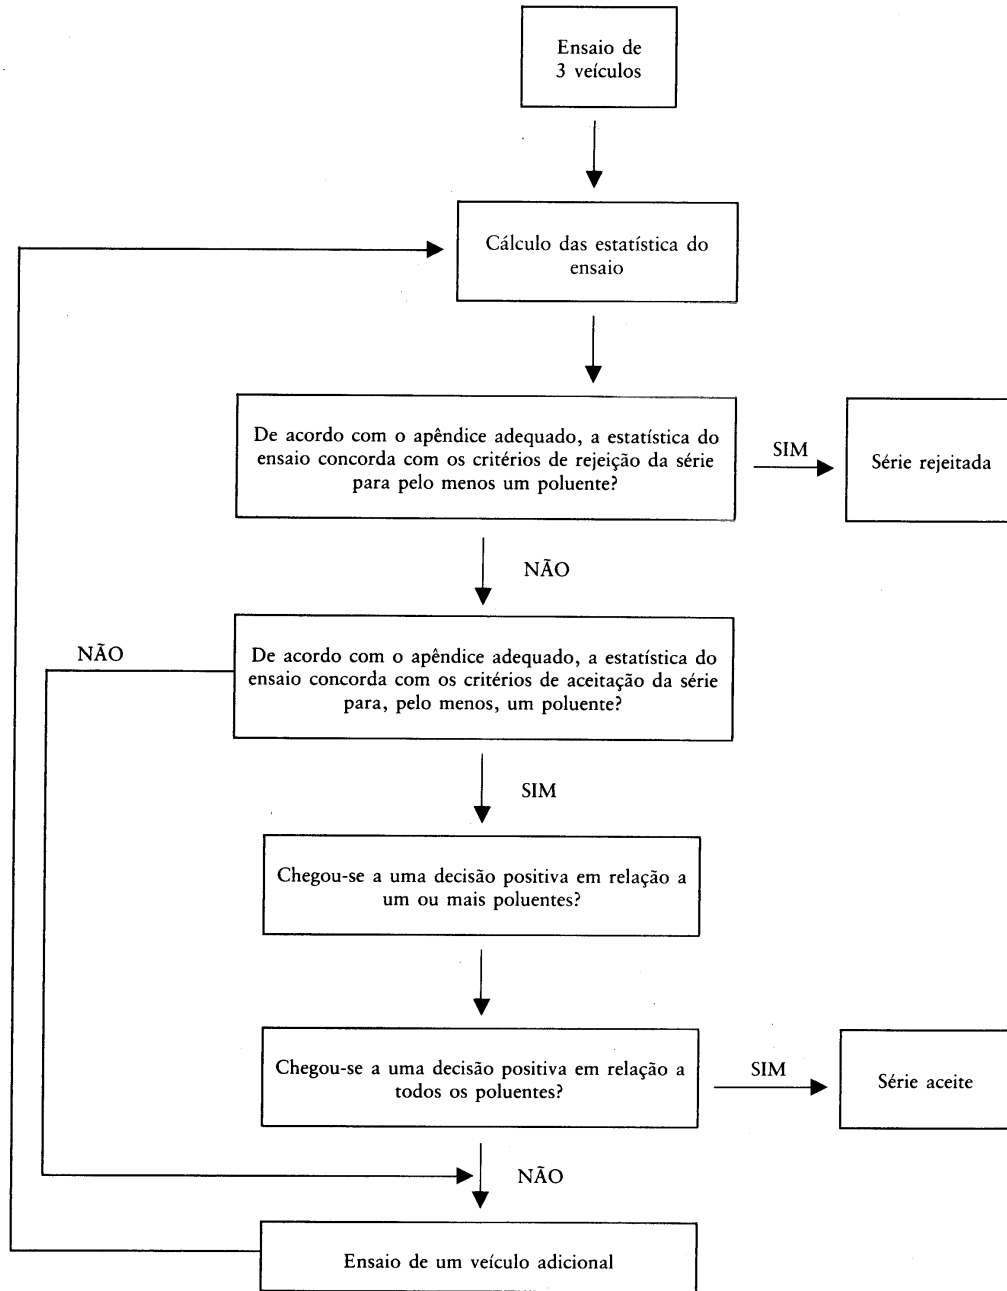 Ensaio de
3 veículos
Cálculo das estatística do
ensaio
De acordo com o apêndice adequado, a estatística do
ensaio concorda com os critérios de rejeição da série
para pelo menos um poluente?
SIM
Série rejeitada
NÃO
NÃO
De acordo com o apêndice adequado, a estatística do
ensaio concorda com os critérios de aceitação da série
para, pelo menos, um poluente?
SIM
Chegou-se a uma decisão positiva em relação a
um ou mais poluentes?
Chegou-se a uma decisão positiva em relação a
todos os poluentes?
SIM
Série aceite
NÃO
Ensaio de um veículo adicional